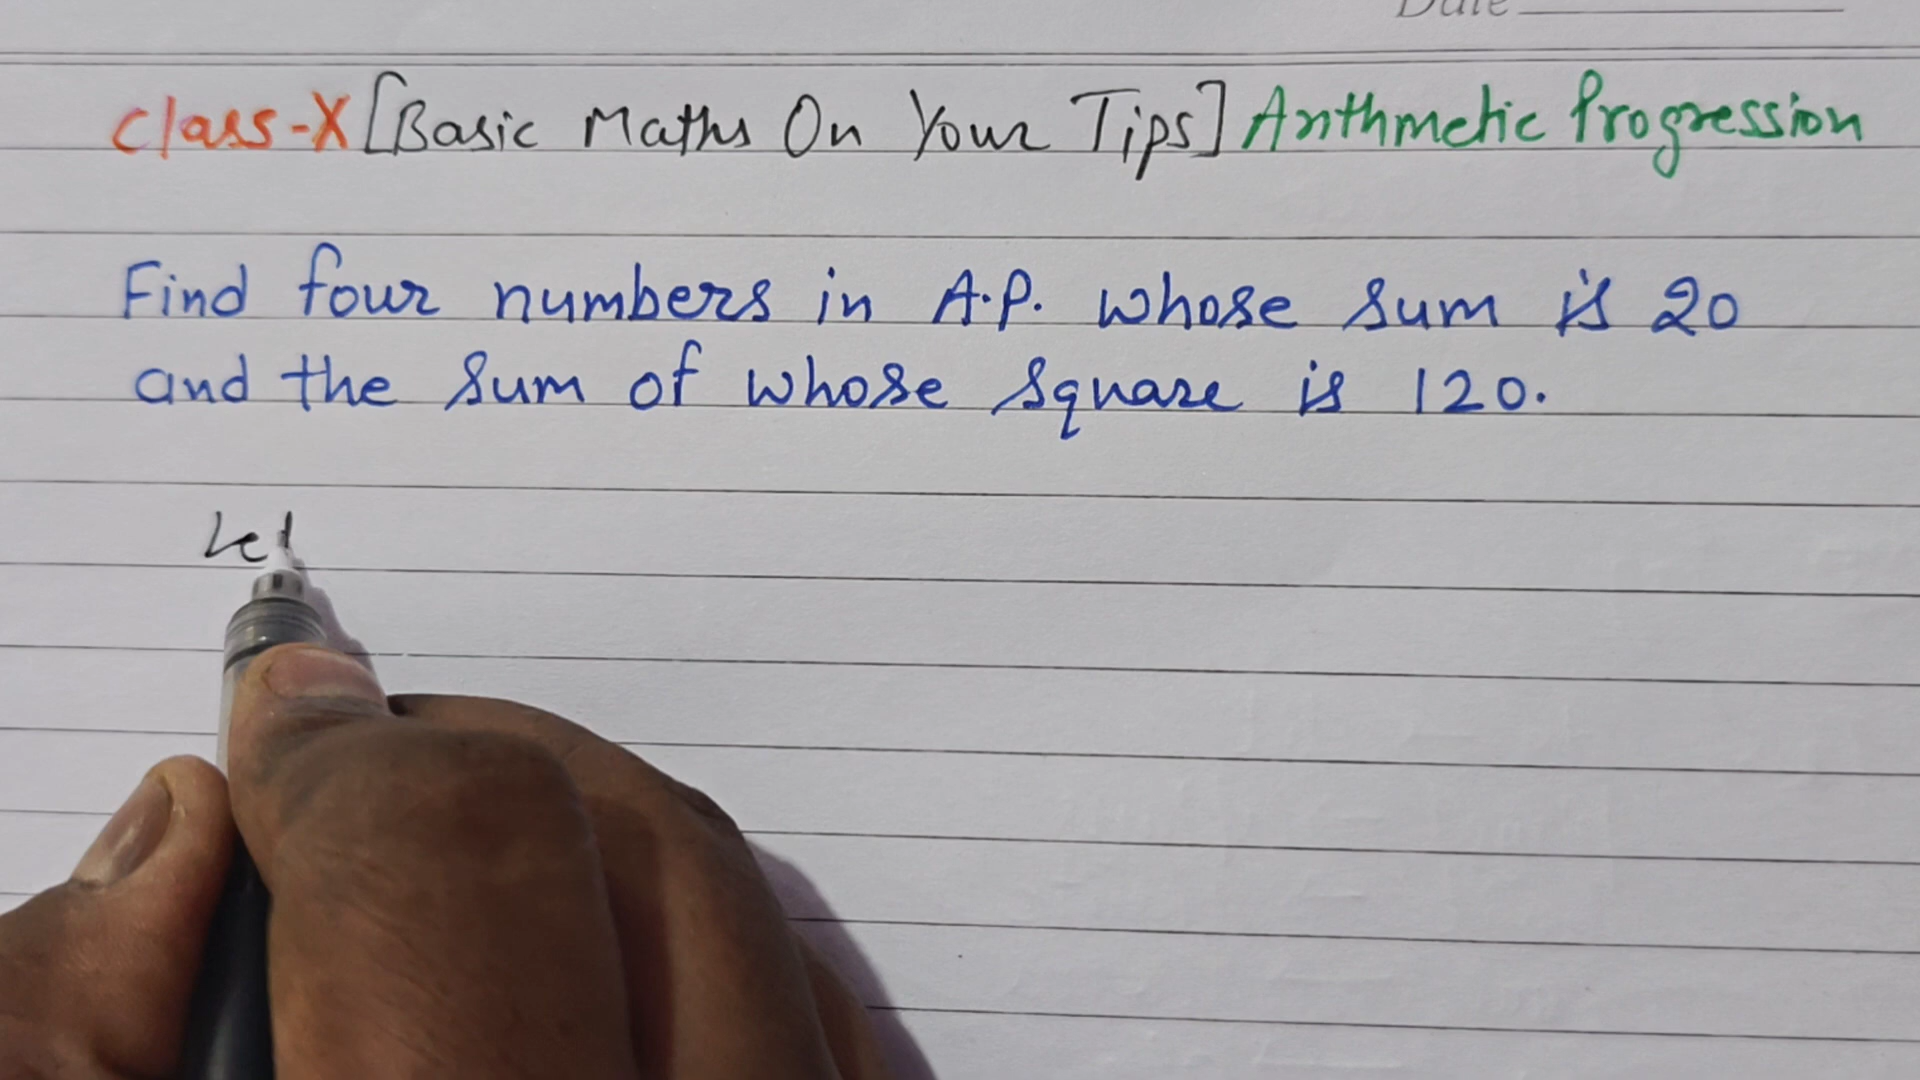 Date
Class-X [Basic Maths On Your Tips] Arithmetic Progression
Find four numbers in A.P. whose sum is 20
and the sum of whose square is 120.
Let